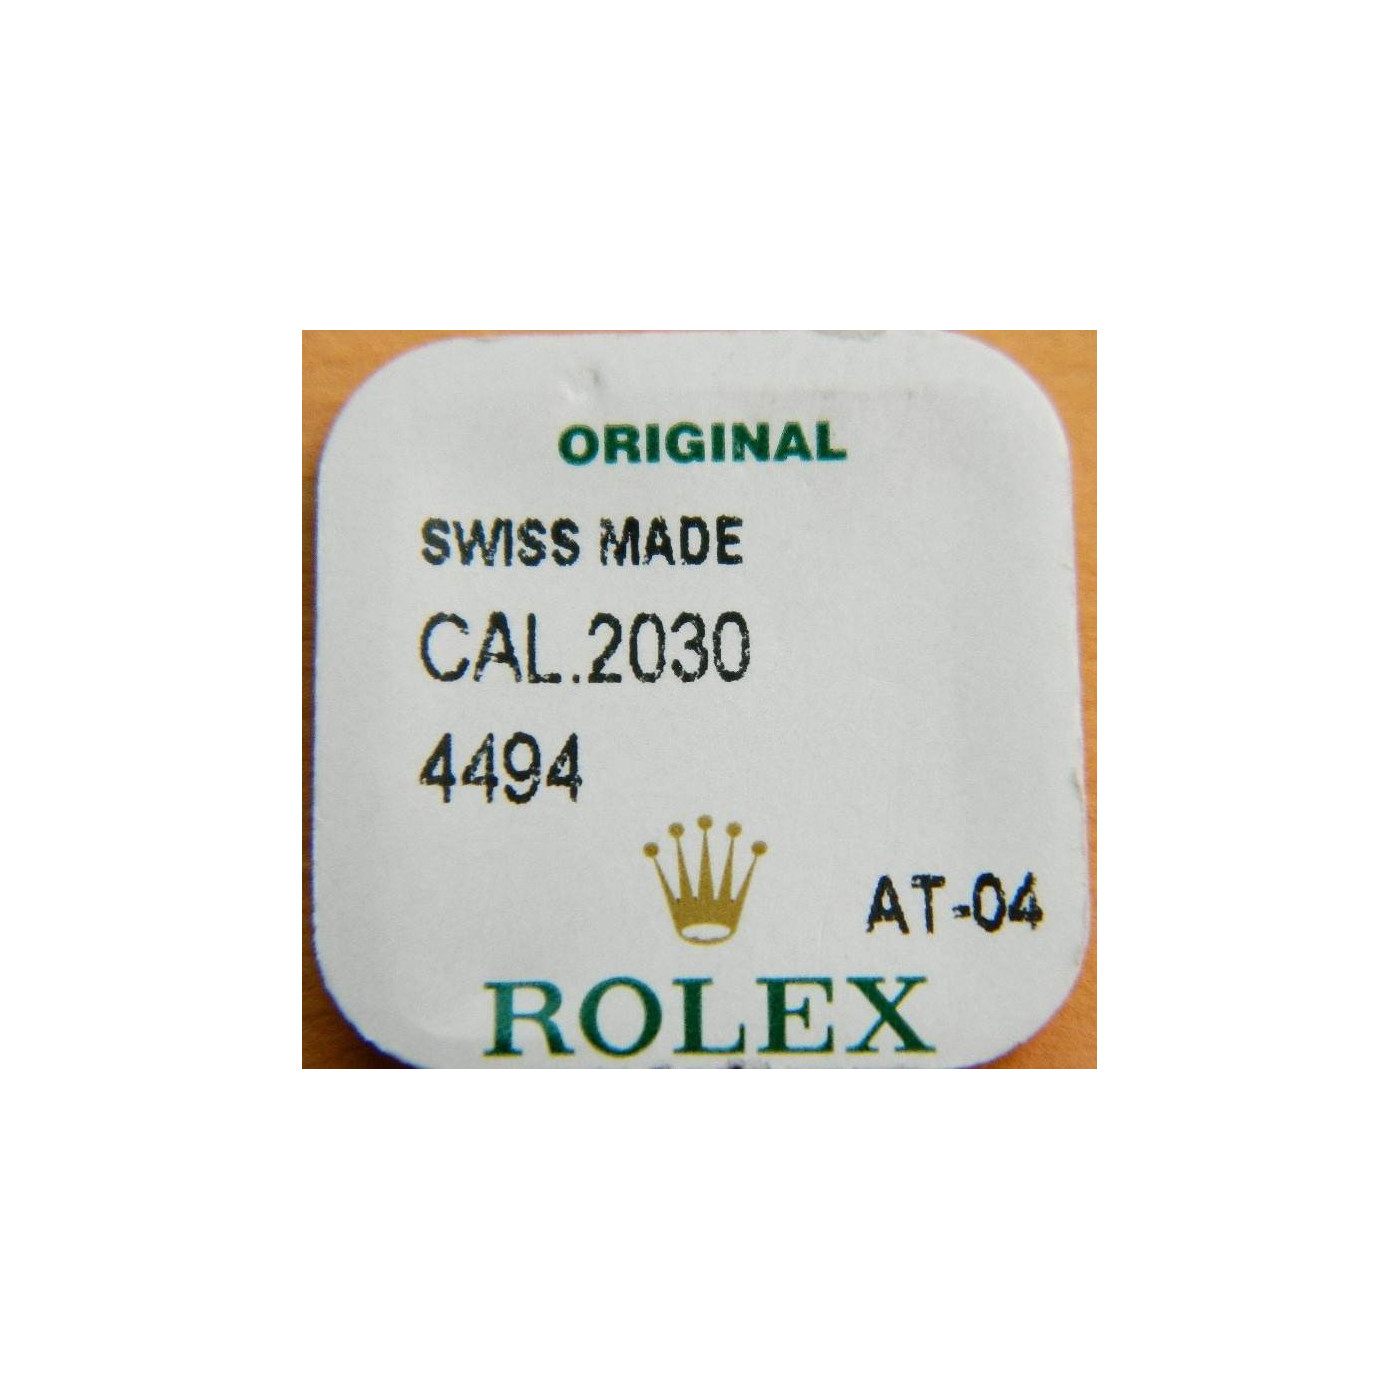 ORIGINAL
SWISS MADE
CAL.2030
4494
AT-04
ROLEX